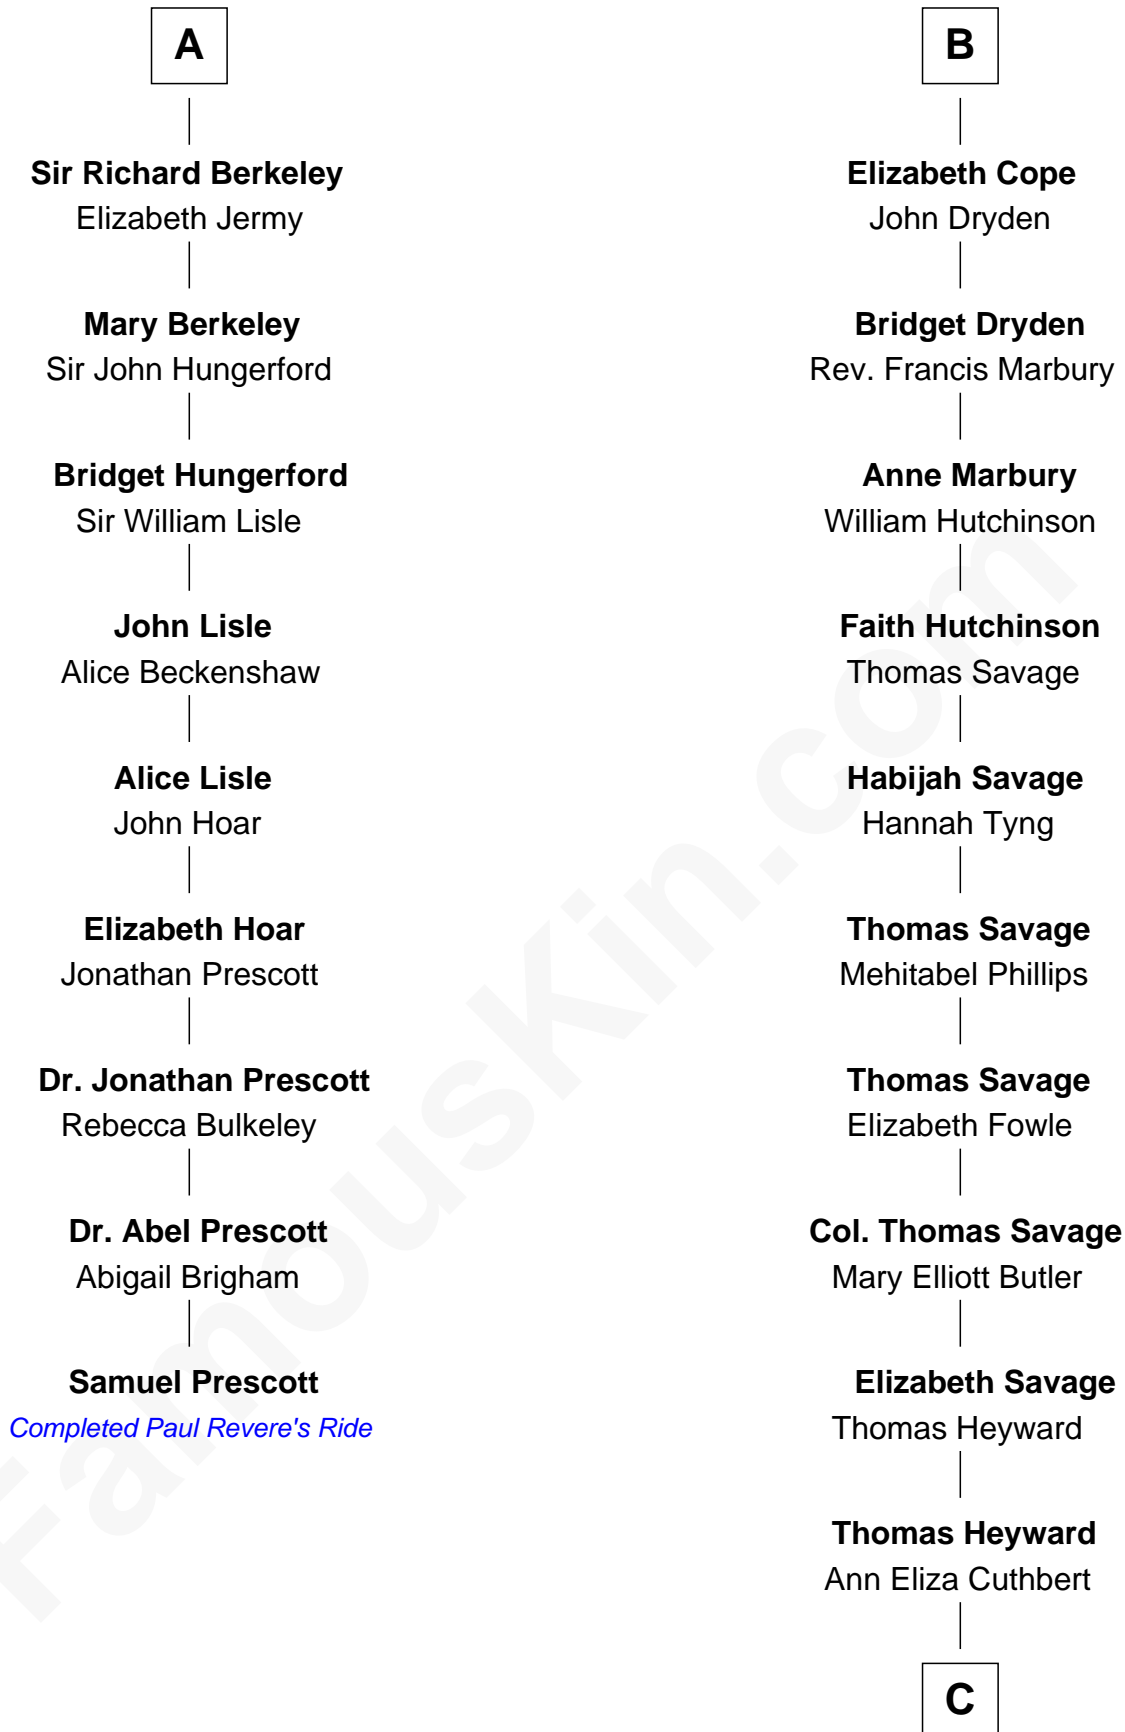 A
Sir Richard Berkeley
Elizabeth Jermy
Mary Berkeley
Sir John Hungerford
Bridget Hungerford
Sir William Lisle
John Lisle
Alice Beckenshaw
Alice Lisle
John Hoar
Elizabeth Hoar
Jonathan Prescott
Dr. Jonathan Prescott
Rebecca Bulkeley
Dr. Abel Prescott
Abigail Brigham
Samuel Prescott
Completed Paul Revere's Ride
B
Elizabeth Cope
John Dryden
Bridget Dryden
Rev. Francis Marbury
Anne Marbury
William Hutchinson
Faith Hutchinson
Thomas Savage
Habijah Savage
Hannah Tyng
Thomas Savage
Mehitabel Phillips
Thomas Savage
Elizabeth Fowle
Col. Thomas Savage
Mary Elliott Butler
Elizabeth Savage
Thomas Heyward
Thomas Heyward
Ann Eliza Cuthbert
C
FamousKin.com